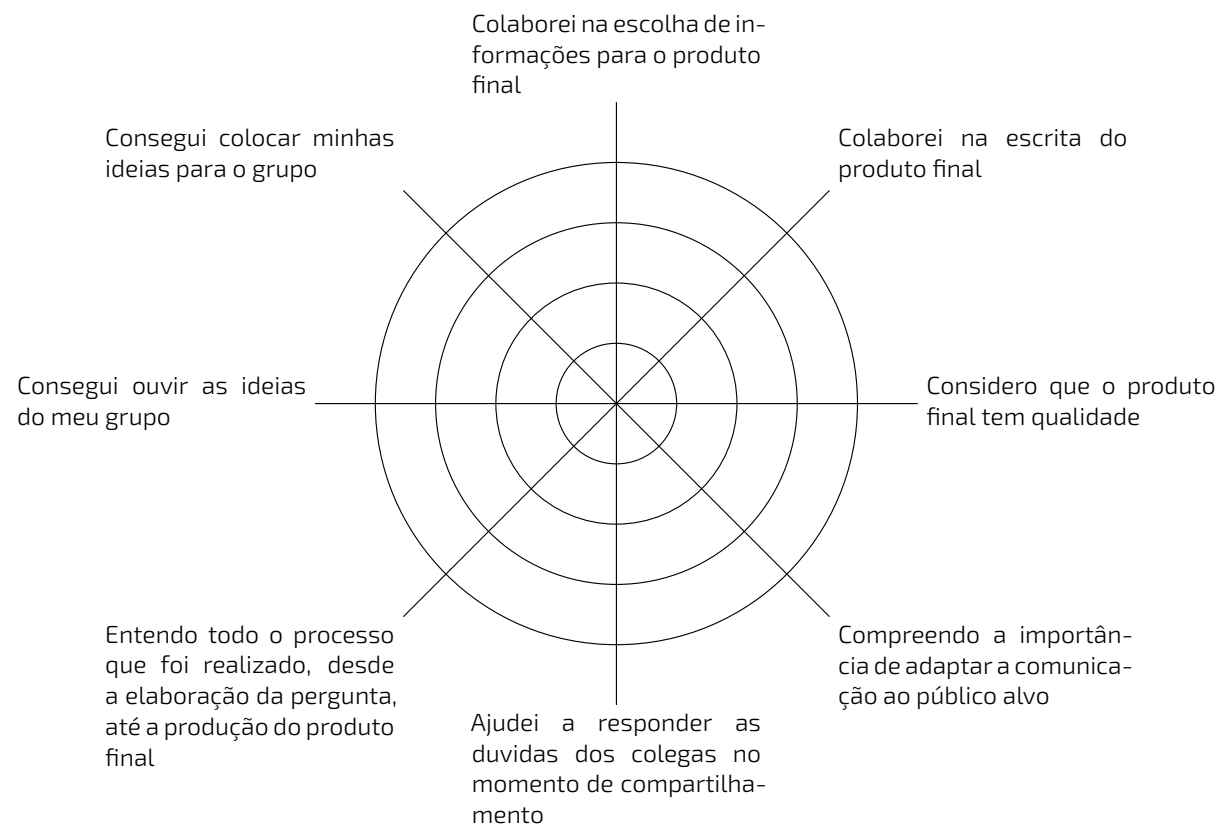 Colaborei na escolha de in-
formações para o produto
final
Consegui colocar minhas
ideias para o grupo
Colaborei na escrita do
produto final
Consegui ouvir as ideias
do meu grupo
Considero que o produto
final tem qualidade
Entendo todo o processo
que foi realizado, desde
a elaboração da pergunta,
até a produção do produto
final
Ajudei a responder as
duvidas dos colegas no
momento de compartilha-
mento
Compreendo a importân-
cia de adaptar a comunica-
ção ao público alvo